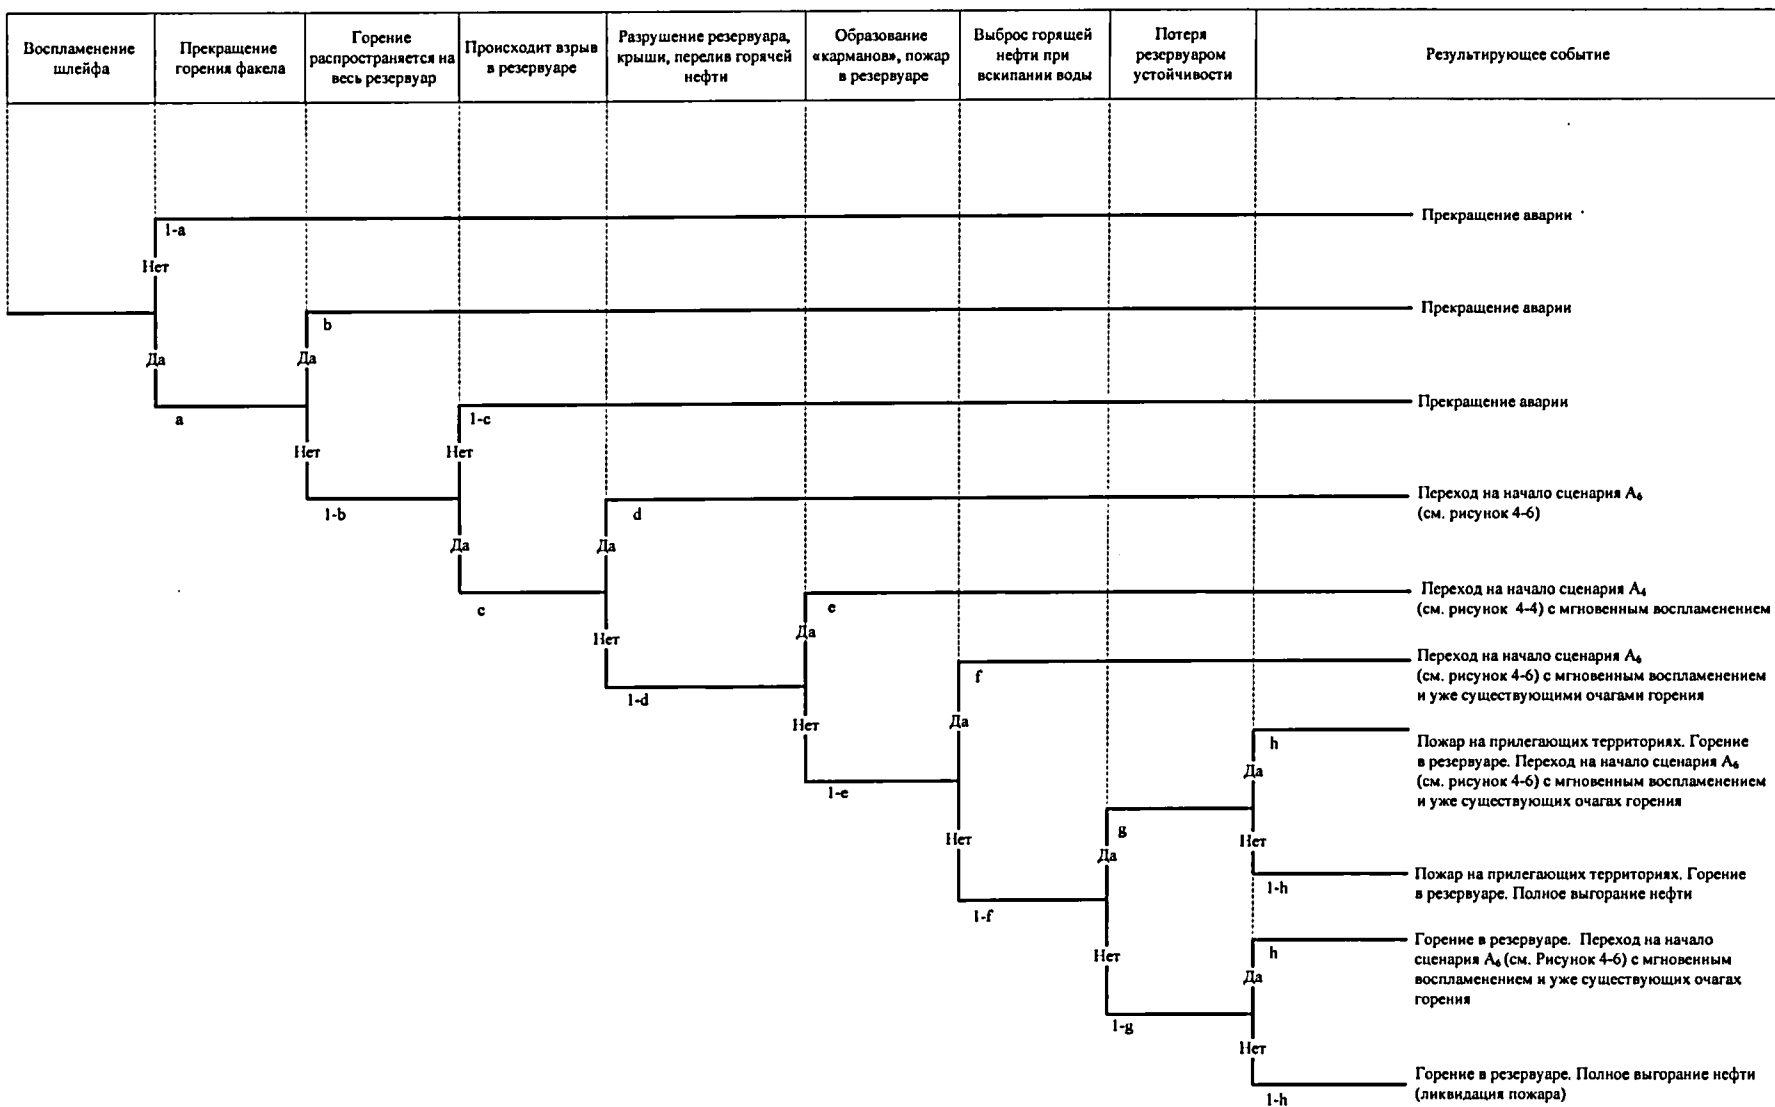 Воспламенение
шлейфа
Прекращение
горения факела
Горение
распространяется на
весь резервуар
Происходит взрыв
в резервуаре
Разрушение резервуара,
крыши, перелив горячей
нефти
Образование
«карманов», пожар
в резервуаре
Выброс горящей
нефти при
вскипании воды
Потеря
резервуаром
устойчивости
Результирующее событие
Прекращение аварии
1-a
Нет
Прекращение аварии
b
Да
Да
Прекращение аварии
a
1-c
Нет
Нет
Переход на начало сценария А₆
(см. рисунок 4-6)
1-b
d
Да
Да
Переход на начало сценария А₄
(см. рисунок 4-4) с мгновенным воспламенением
c
e
Да
Нет
Переход на начало сценария А₆
(см. рисунок 4-6) с мгновенным воспламенением
и уже существующими очагами горения
f
1-d
Да
Нет
Пожар на прилегающих территориях. Горение
в резервуаре. Переход на начало сценария А₆
(см. рисунок 4-6) с мгновенным воспламенением
и уже существующих очагах горения
h
Да
1-e
g
Нет
Нет
Да
Пожар на прилегающих территориях. Горение
в резервуаре. Полное выгорание нефти
1-h
1-f
Горение в резервуаре. Переход на начало
сценария А₆ (см. Рисунок 4-6) с мгновенным
воспламенением и уже существующих очагах
горения
h
Нет
Да
1-g
Нет
Горение в резервуаре. Полное выгорание нефти
(ликвидация пожара)
1-h